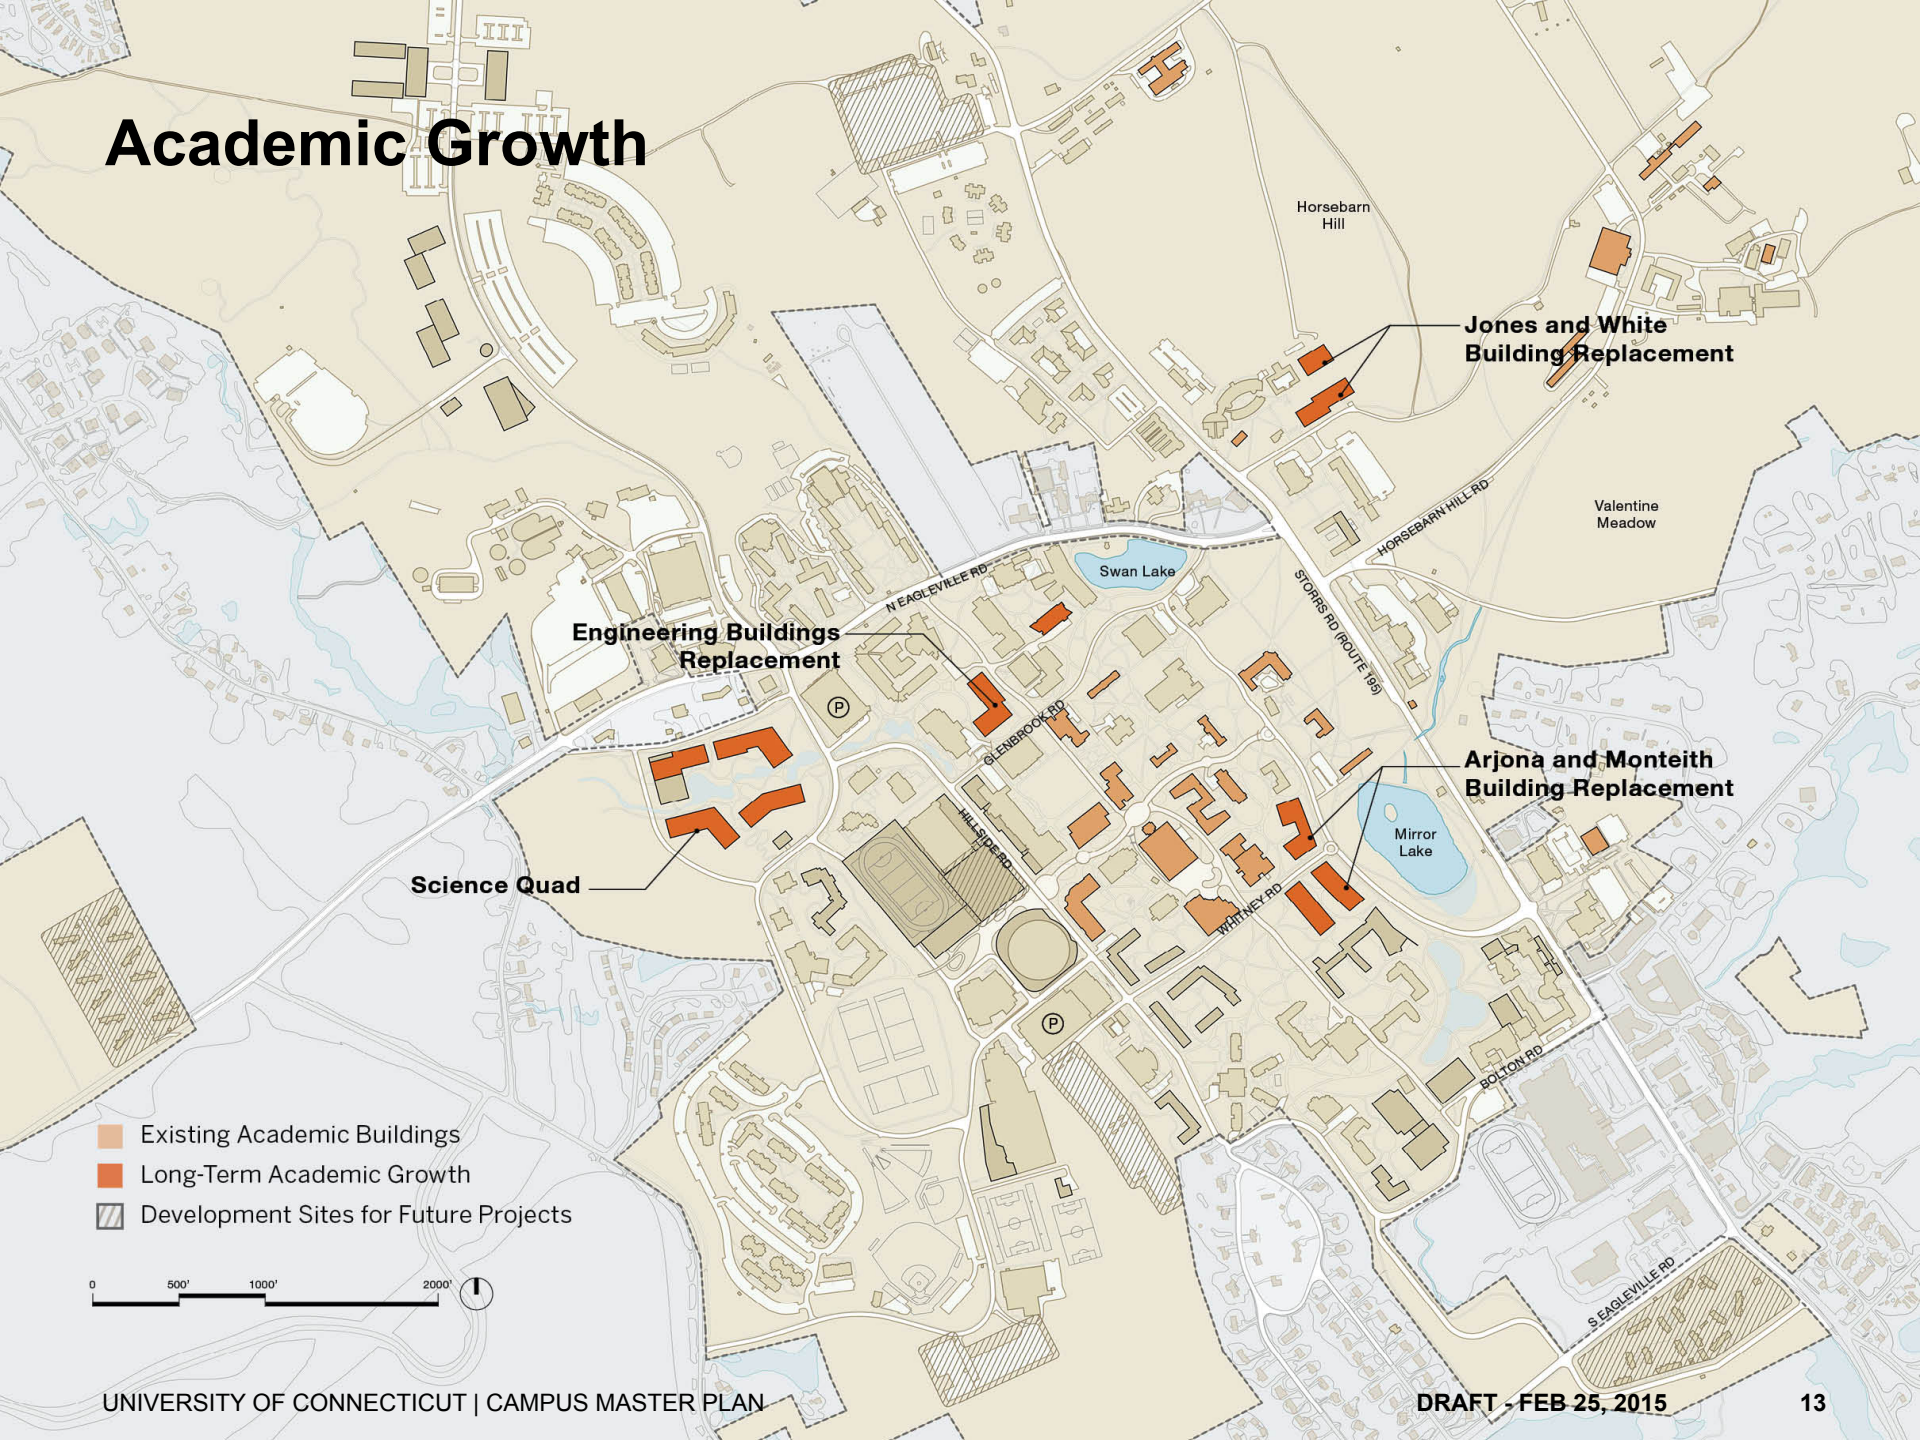 Academic Growth
Horsebarn
Hill
Jones and White
Building Replacement
Valentine
Meadow
HORSEBARN HILL RD
Swan Lake
N EAGLEVILLE RD
STORRS RD (ROUTE 195)
Engineering Buildings
Replacement
P
GLENBROOK RD
Arjona and Monteith
Building Replacement
HILLSIDE RD
Mirror
Lake
Science Quad
WHITNEY RD
P
BOLTON RD
Existing Academic Buildings
Long-Term Academic Growth
Development Sites for Future Projects
S EAGLEVILLE RD
0 500' 1000' 2000'
UNIVERSITY OF CONNECTICUT | CAMPUS MASTER PLAN
DRAFT - FEB 25, 2015 13